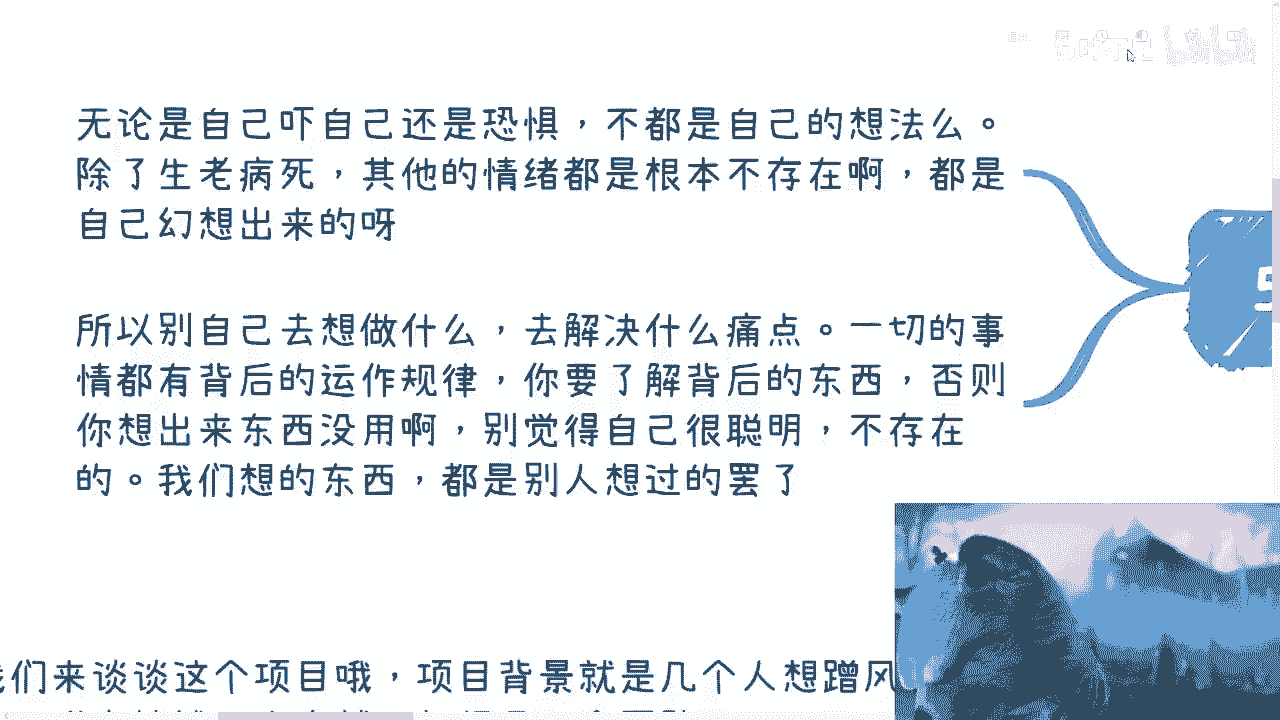 无论是自己吓自己还是恐惧，不都是自己的想法么。
除了生老病死，其他的情绪都是根本不存在啊，都是
自己幻想出来的呀
所以别自己去想做什么，去解决什么痛点。一切的事
情都有背后的运作规律，你要了解背后的东西，否则
你想出来东西没用啊，别觉得自己很聪明，不存在
的。我们想的东西，都是别人想过的罢了
我们来谈谈这个项目哦，项目背景就是几个人想蹭风